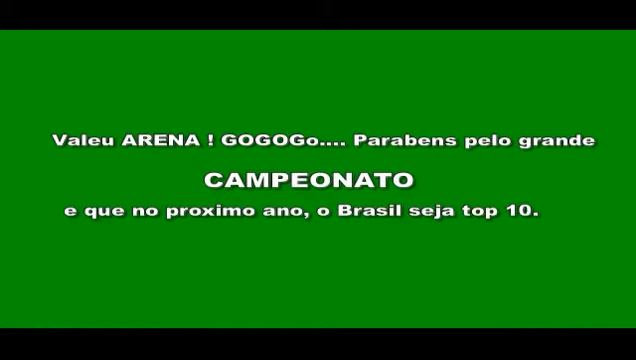 Valeu ARENA ! GOGOGo.... Parabens pelo grande
CAMPEONATO
e que no proximo ano, o Brasil seja top 10.